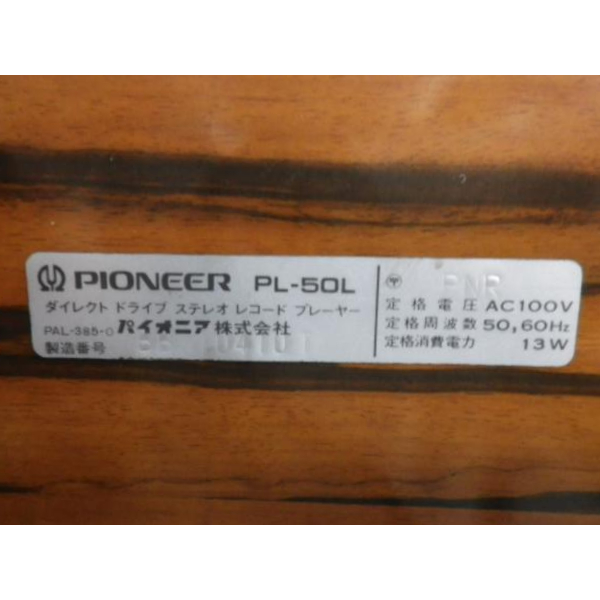 PIONEER PL-50L
ダイレクト ドライブ ステレオ レコード プレーヤー
PAL-385-0 パイオニア株式会社
製造番号
〒 PNR
定格電圧 AC100V
定格周波数 50,60Hz
定格消費電力 13W